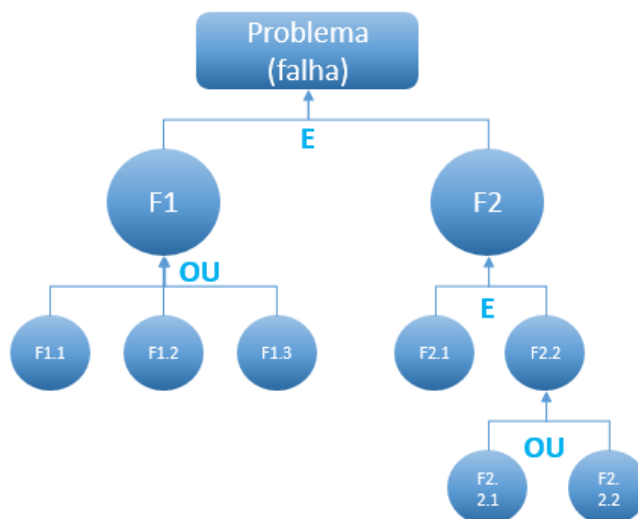 Problema
(falha)
E
F1
F2
OU
E
F1.1
F1.2
F1.3
F2.1
F2.2
OU
F2.
2.1
F2.
2.2